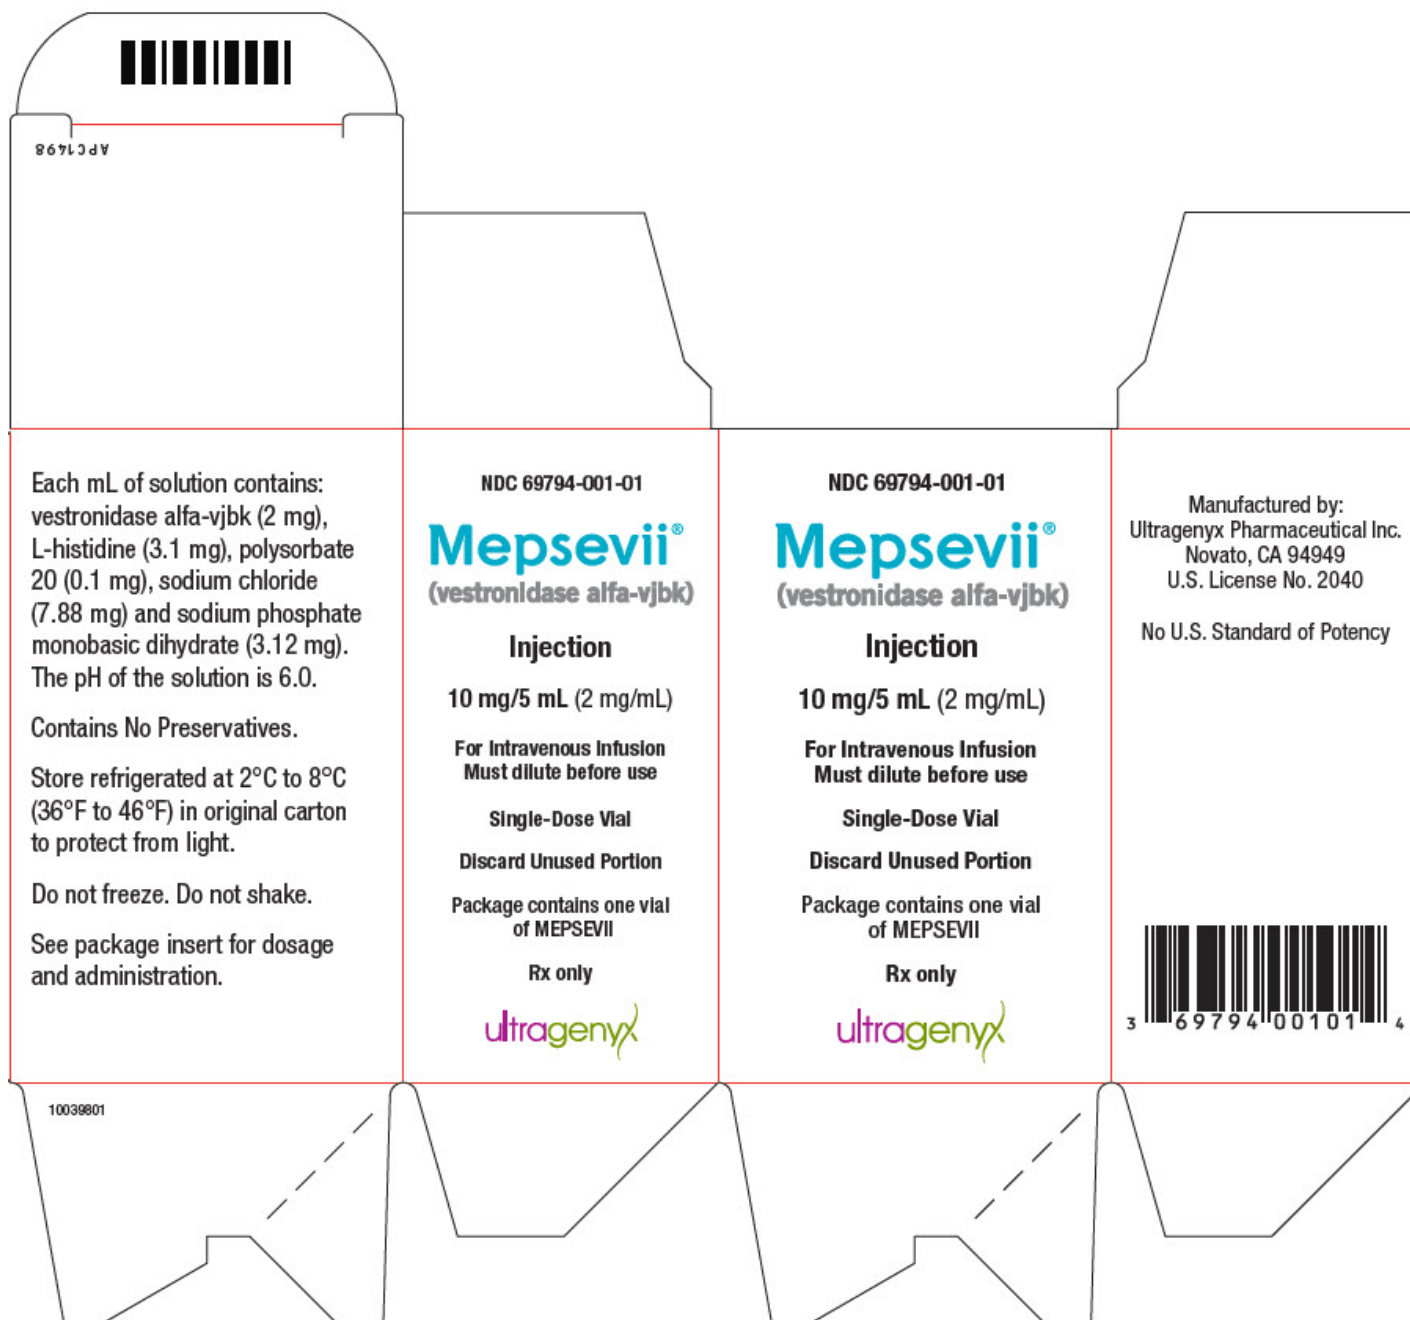 APC1498
Each mL of solution contains:
vestronidase alfa-vjbk (2 mg),
L-histidine (3.1 mg), polysorbate
20 (0.1 mg), sodium chloride
(7.88 mg) and sodium phosphate
monobasic dihydrate (3.12 mg).
The pH of the solution is 6.0.
Contains No Preservatives.
Store refrigerated at 2°C to 8°C
(36°F to 46°F) in original carton
to protect from light.
Do not freeze. Do not shake.
See package insert for dosage
and administration.
10039801
NDC 69794-001-01
Mepsevii®
(vestronidase alfa-vjbk)
Injection
10 mg/5 mL (2 mg/mL)
For Intravenous Infusion
Must dilute before use
Single-Dose Vial
Discard Unused Portion
Package contains one vial
of MEPSEVII
Rx only
ultragenyx
NDC 69794-001-01
Mepsevii®
(vestronidase alfa-vjbk)
Injection
10 mg/5 mL (2 mg/mL)
For Intravenous Infusion
Must dilute before use
Single-Dose Vial
Discard Unused Portion
Package contains one vial
of MEPSEVII
Rx only
ultragenyx
Manufactured by:
Ultragenyx Pharmaceutical Inc.
Novato, CA 94949
U.S. License No. 2040
No U.S. Standard of Potency
3 69794 00101 4